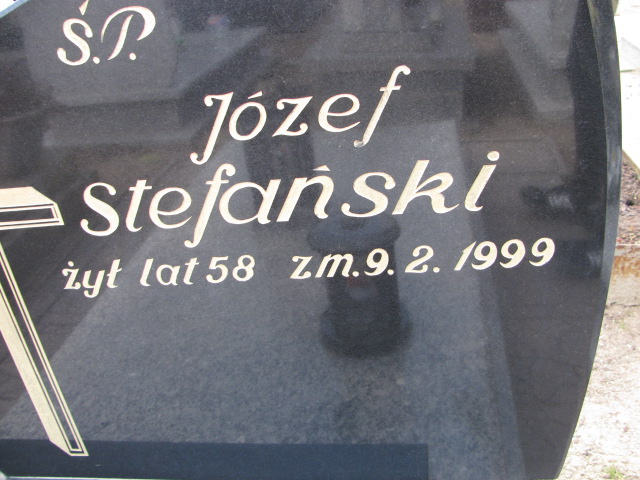 Ś.P.
Józef
Stefański
żył lat 58 zm. 9. 2. 1999